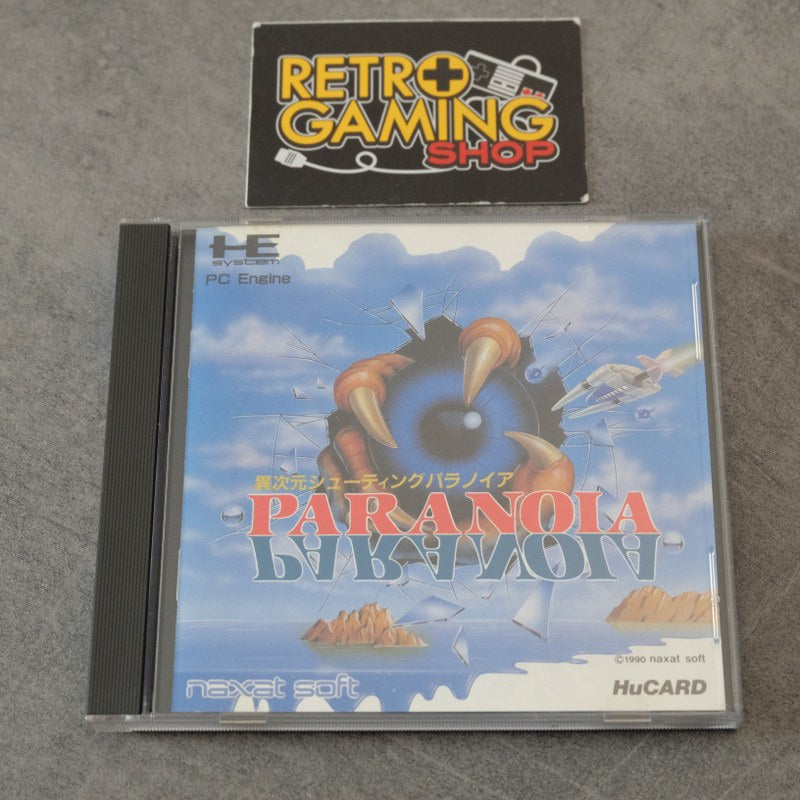 RETRO
GAMING
SHOP
HE
system
PC Engine
異次元シューティングパラノイア
PARANOIA
PARANOIA
©1990 naxat soft
naxat soft
HuCARD